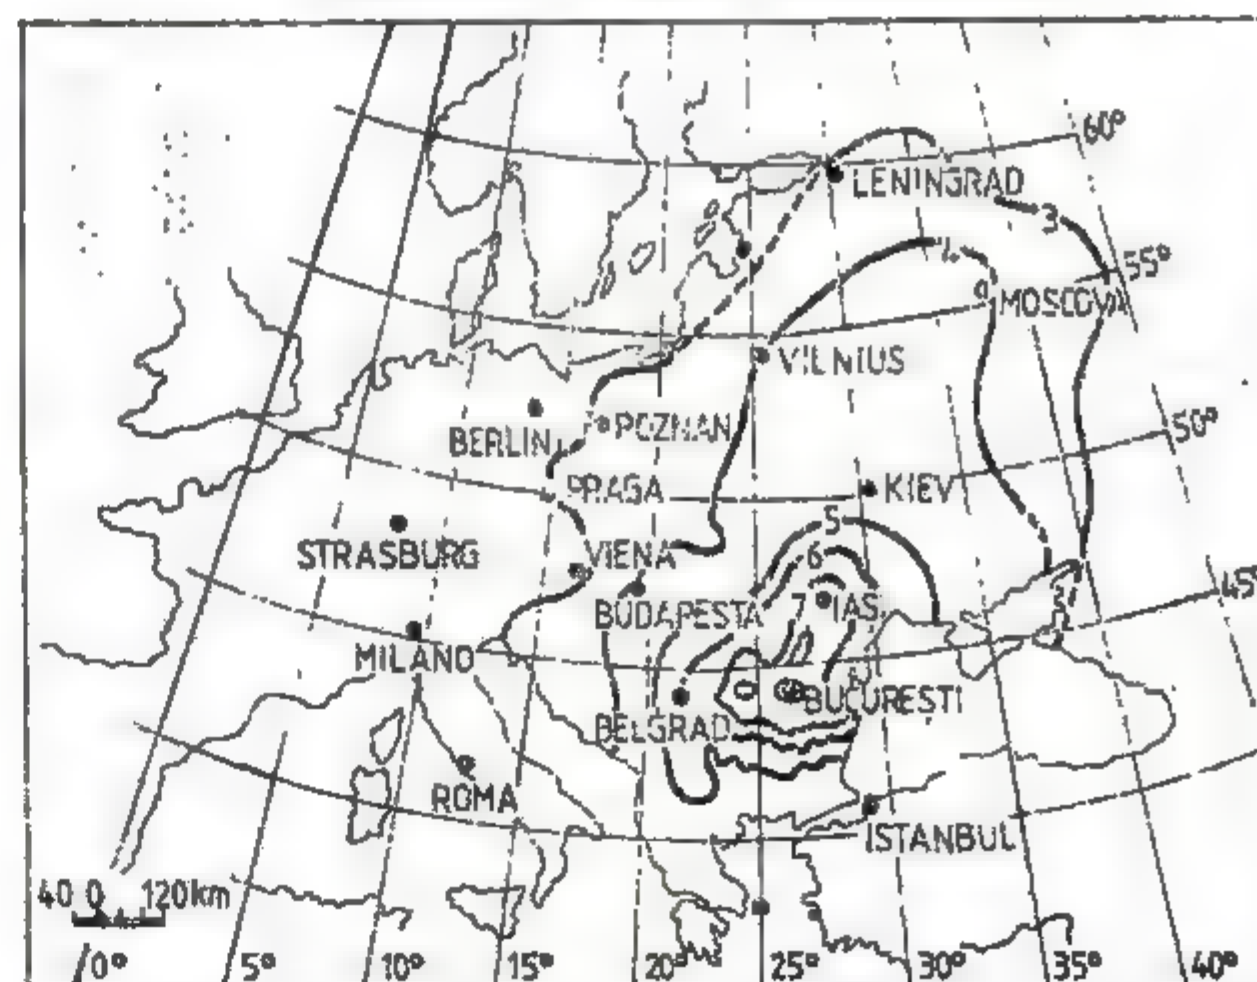 60°
LENINGRAD
3
4
55°
MOSCOVA
VILNIUS
50°
POZNAN
BERLIN
PRAGA
KIEV
5
STRASBURG
VIENA
6
45°
BUDAPESTA
7
IAS
MILANO
BUCURESTI
BELGRAD
ROMA
ISTANBUL
40 0 120km
0° 5° 10° 15° 20° 25° 30° 35° 40°